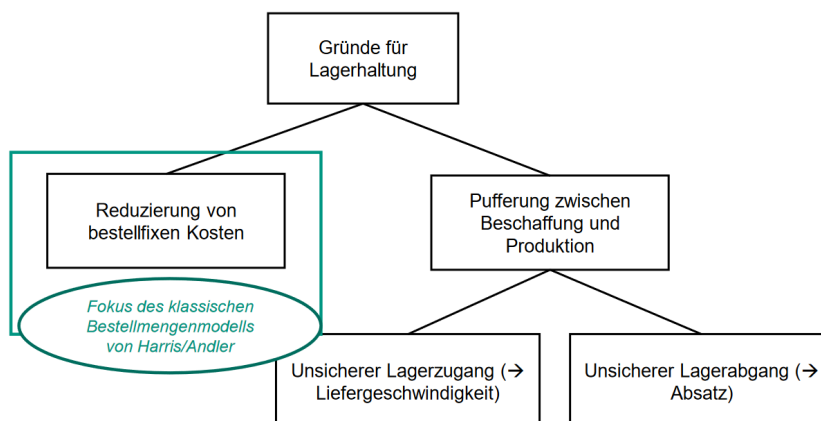 Gründe für
Lagerhaltung
Reduzierung von
bestellfixen Kosten
Pufferung zwischen
Beschaffung und
Produktion
Fokus des klassischen
Bestellmengenmodells
von Harris/Andler
Unsicherer Lagerzugang (→
Liefergeschwindigkeit)
Unsicherer Lagerabgang (→
Absatz)